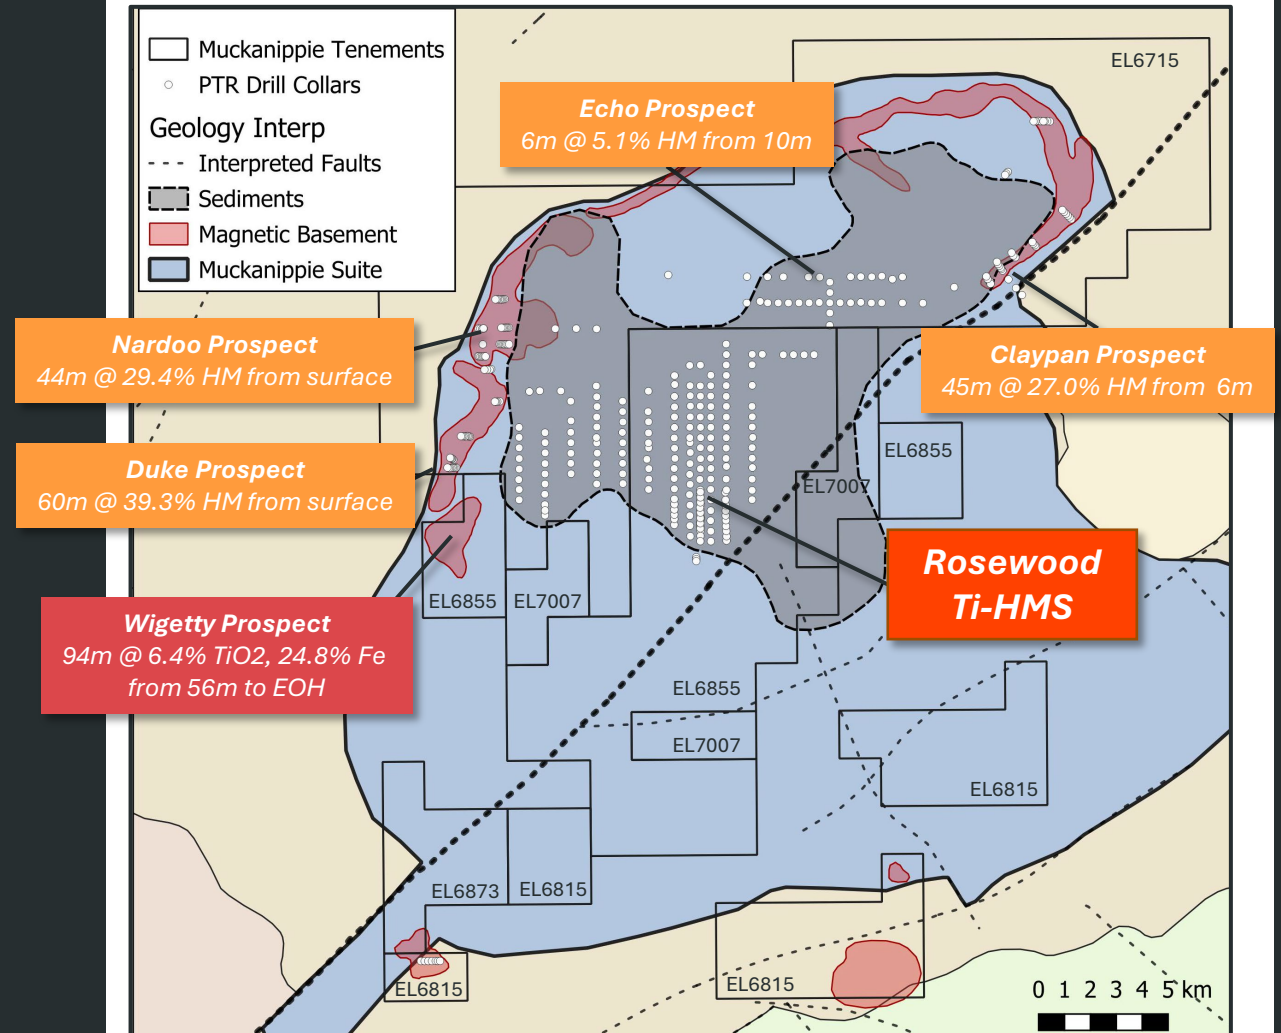 Muckanippie Tenements
PTR Drill Collars
Geology Interp
Interpreted Faults
Sediments
Magnetic Basement
Muckanippie Suite
EL6715
Echo Prospect
6m @ 5.1% HM from 10m
Nardoo Prospect
44m @ 29.4% HM from surface
Claypan Prospect
45m @ 27.0% HM from  6m
Duke Prospect
60m @ 39.3% HM from surface
EL6855
EL7007
Rosewood
Ti-HMS
EL6855
EL7007
Wigetty Prospect
94m @ 6.4% TiO2, 24.8% Fe
from 56m to EOH
EL6855
EL7007
EL6815
EL6873
EL6815
EL6815
EL6815
0 1 2 3 4 5 km